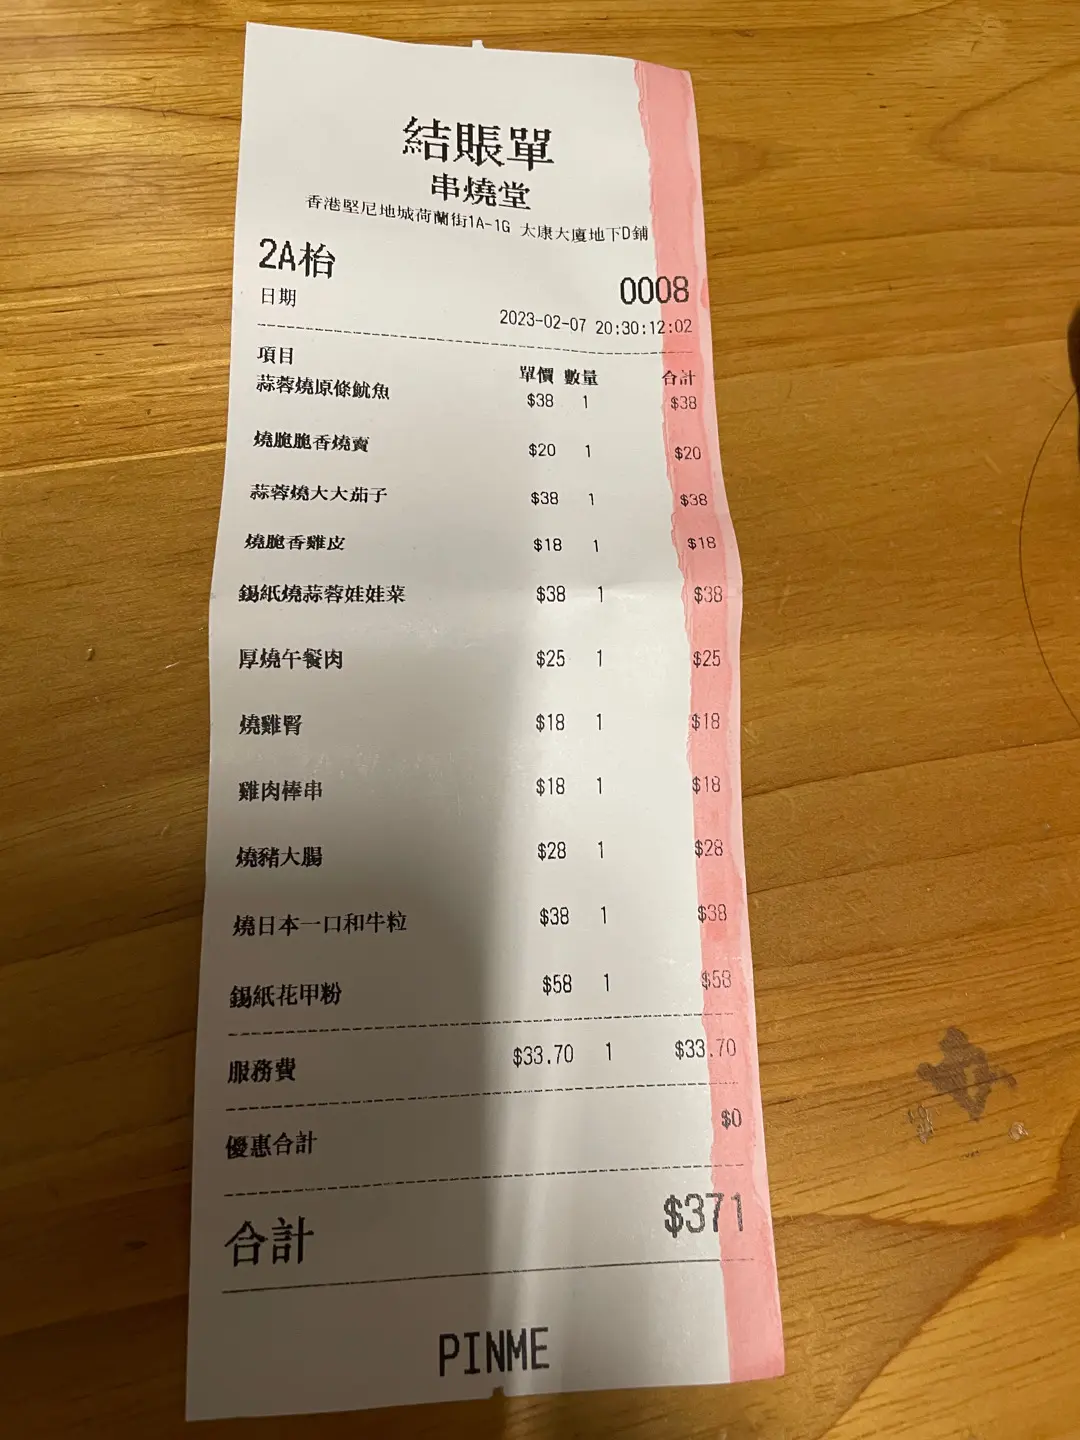 結賬單
串燒堂
香港堅尼地城荷蘭街1A-1G 太康大廈地下D鋪
2A枱 0008
日期 2023-02-07 20:30:12:02
項目 單價 數量 合計
蒜蓉燒原條魷魚 $38 1 $38
燒脆脆香燒賣 $20 1 $20
蒜蓉燒大大茄子 $38 1 $38
燒脆香雞皮 $18 1 $18
錫紙燒蒜蓉娃娃菜 $38 1 $38
厚燒午餐肉 $25 1 $25
燒雞腎 $18 1 $18
雞肉棒串 $18 1 $18
燒豬大腸 $28 1 $28
燒日本一口和牛粒 $38 1 $38
錫紙花甲粉 $58 1 $58
服務費 $33.70 1 $33.70
優惠合計 $0
合計 $371
PINME